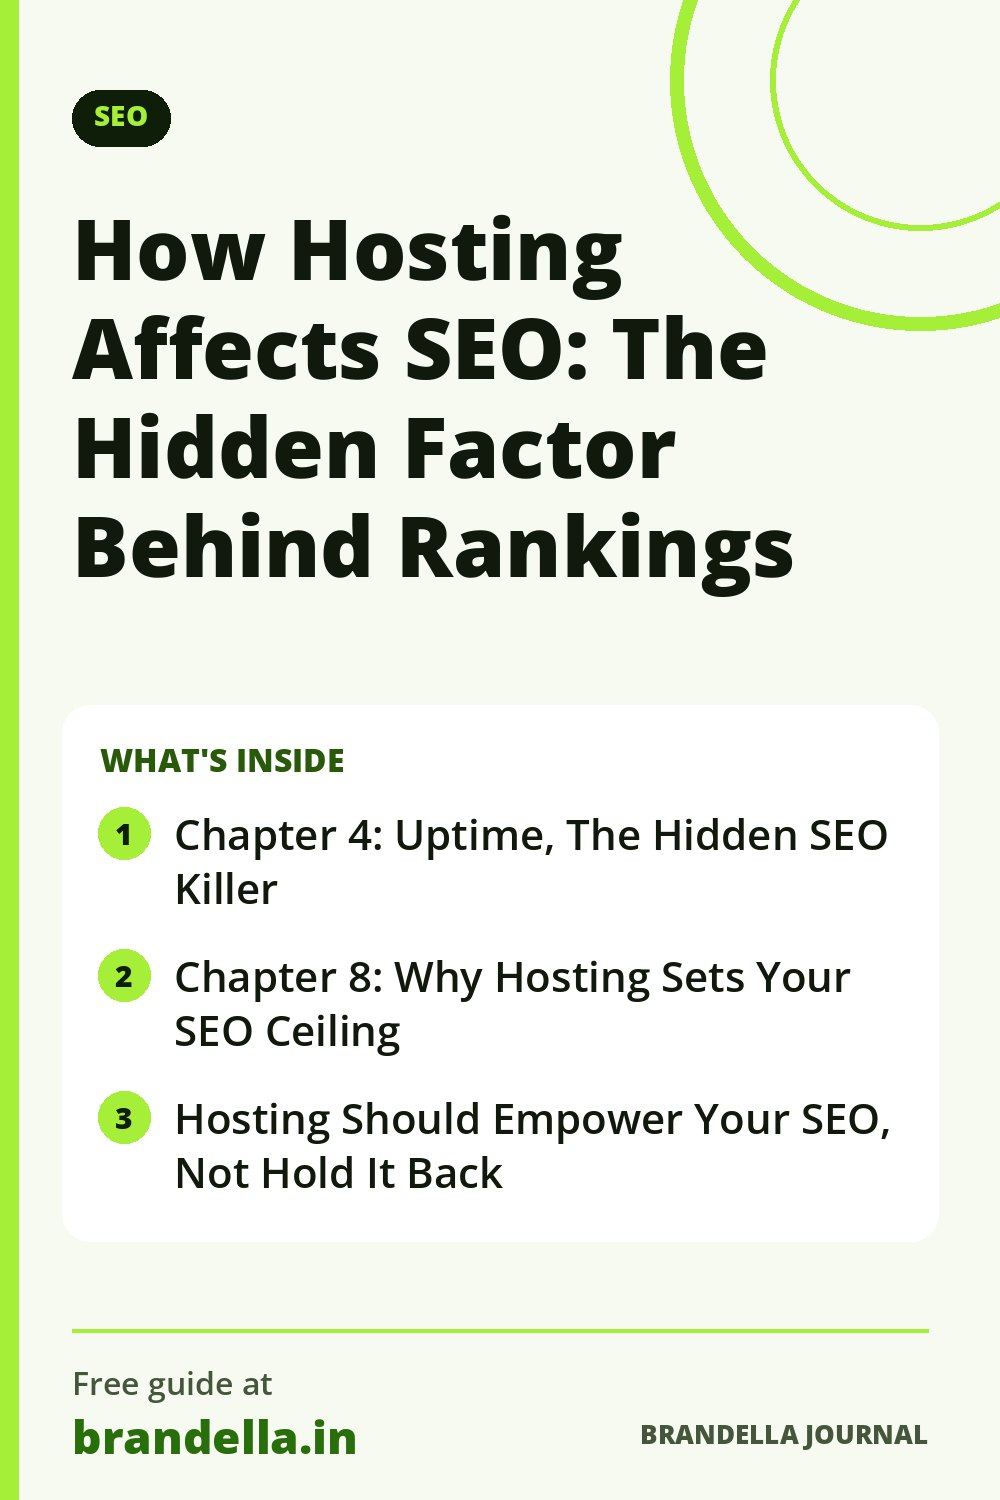 SEO
How Hosting
Affects SEO: The
Hidden Factor
Behind Rankings
WHAT'S INSIDE
1 Chapter 4: Uptime, The Hidden SEO
Killer
2 Chapter 8: Why Hosting Sets Your
SEO Ceiling
3 Hosting Should Empower Your SEO,
Not Hold It Back
Free guide at
brandella.in
BRANDELLA JOURNAL